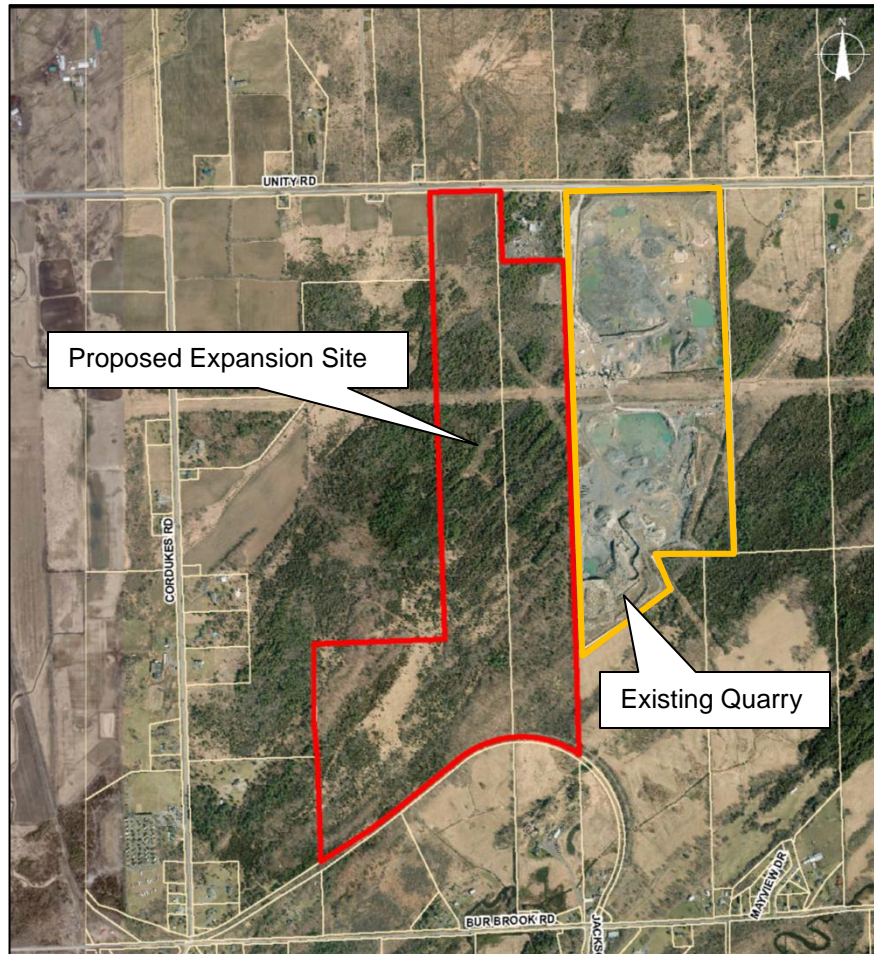 N
UNITY RD
Proposed Expansion Site
CORDUKES RD
Existing Quarry
MAYVIEW DR
BUR BROOK RD
JACKS